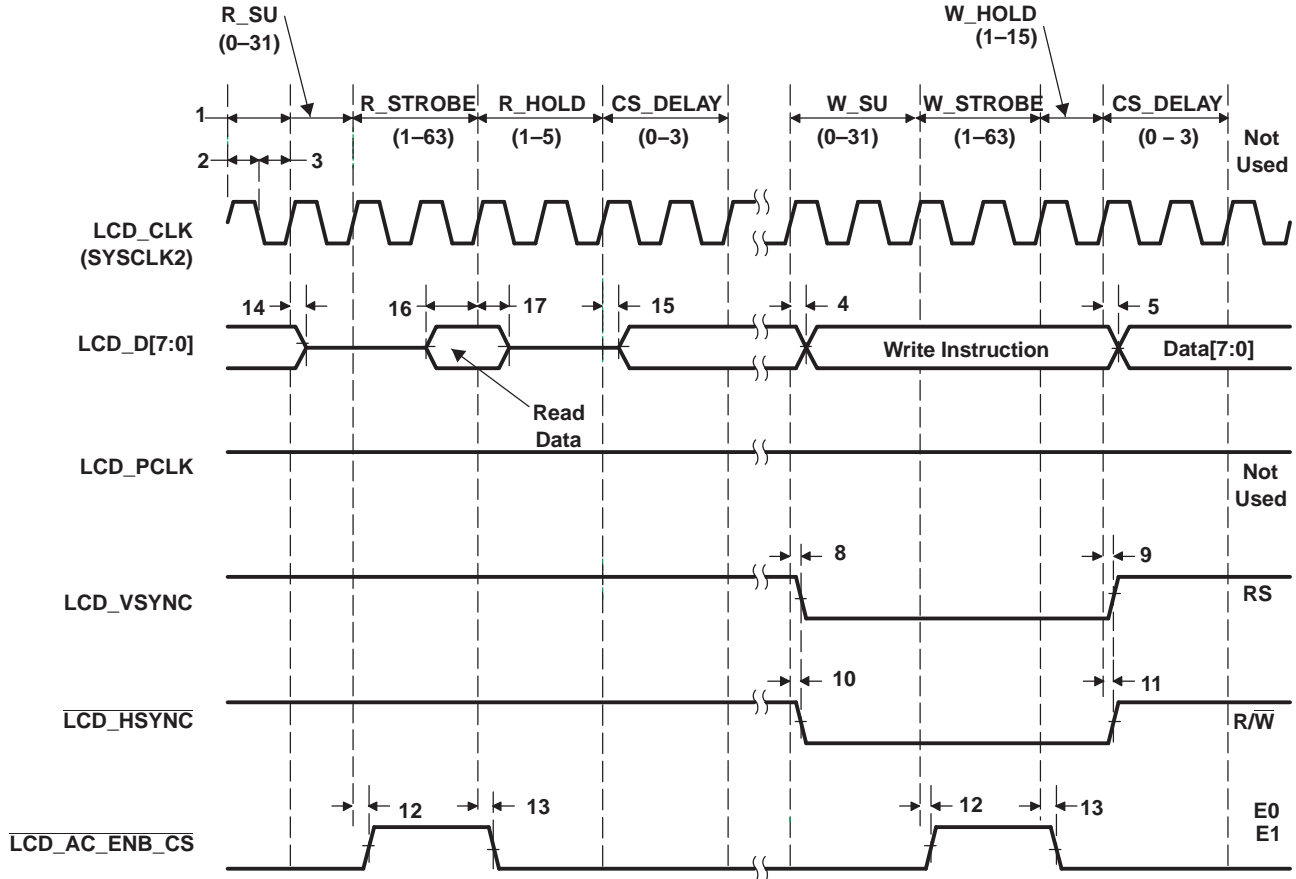 R_SU
(0–31)
W_HOLD
(1–15)
R_STROBE
R_HOLD
CS_DELAY
W_SU
W_STROBE
CS_DELAY
1
(1–63)
(1–5)
(0–3)
(0–31)
(1–63)
(0 – 3)
Not
Used
2
3
LCD_CLK
(SYSCLK2)
14
16
17
15
4
5
LCD_D[7:0]
Write Instruction
Data[7:0]
Read
Data
LCD_PCLK
Not
Used
8
9
LCD_VSYNC
RS
10
11
LCD_HSYNC
R/W
12
13
12
13
E0
E1
LCD_AC_ENB_CS